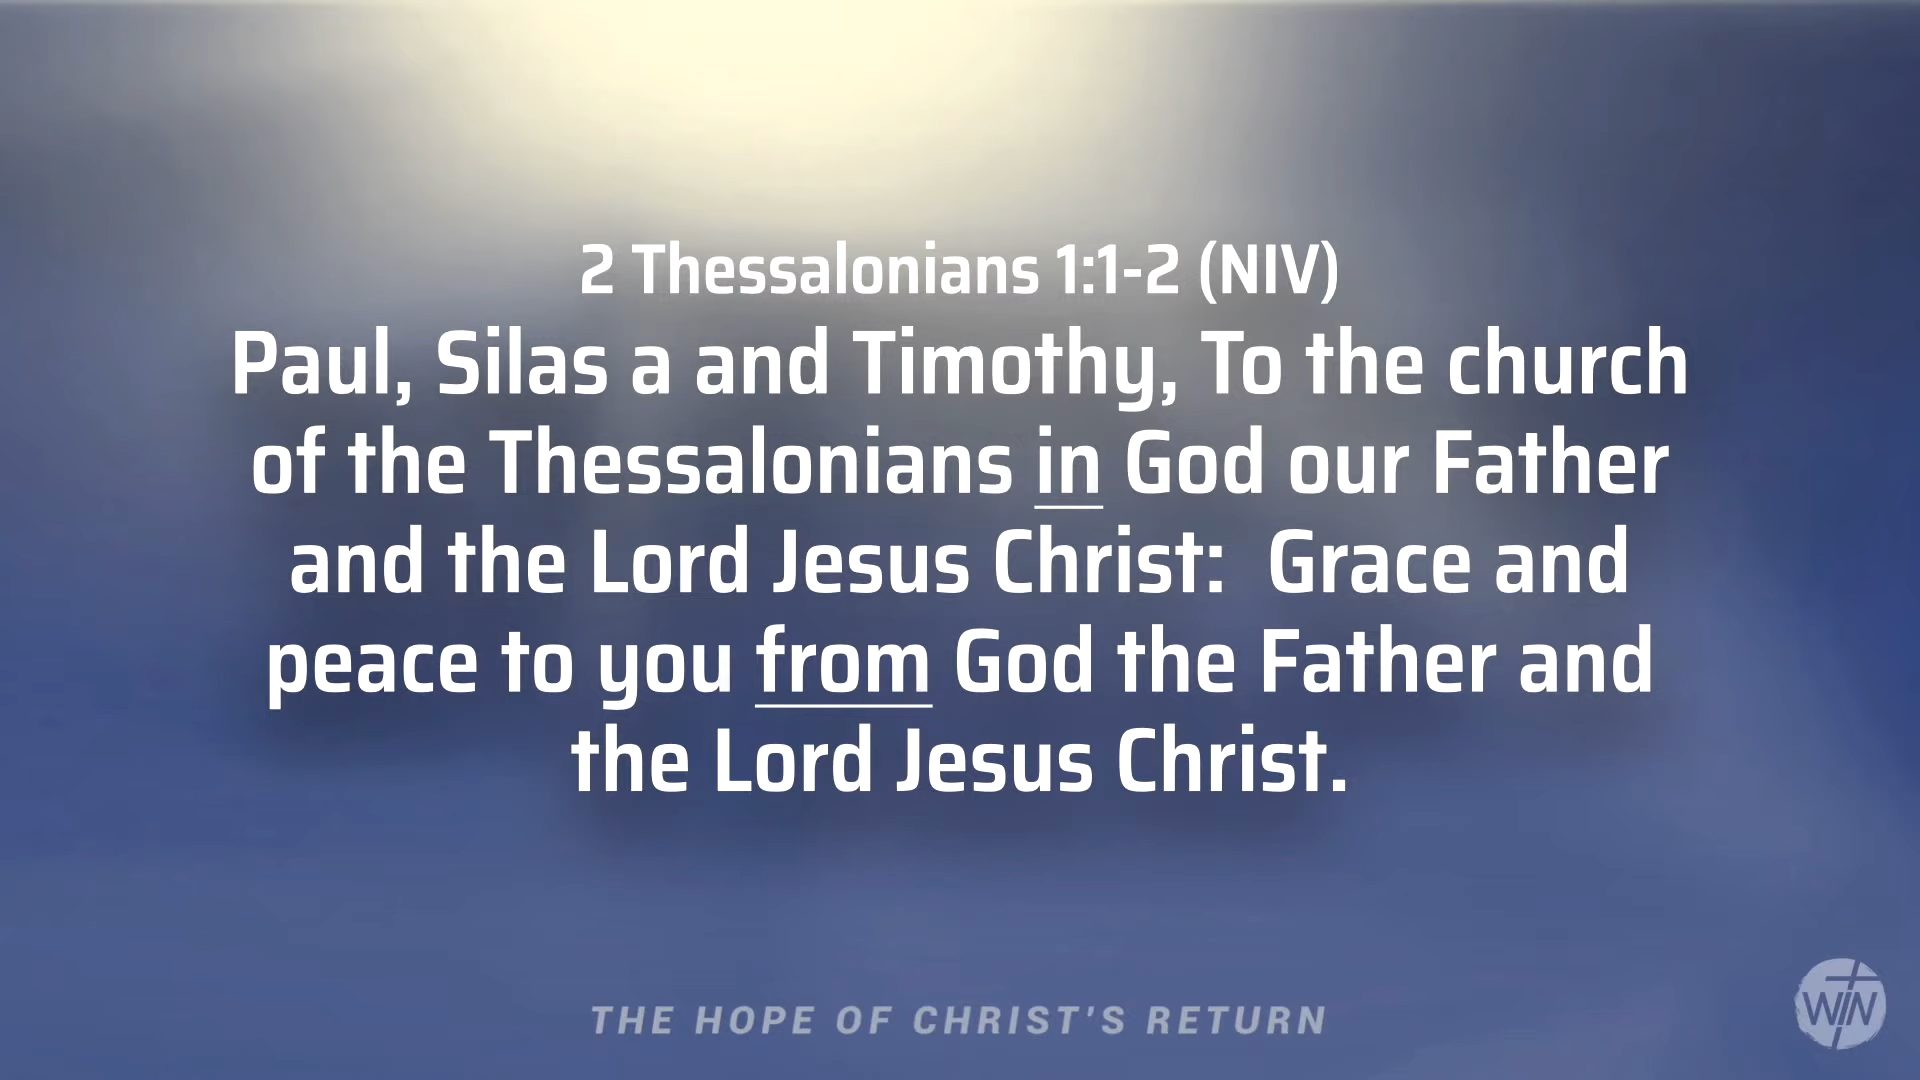 2 Thessalonians 1:1-2 (NIV)
Paul, Silas a and Timothy, To the church
of the Thessalonians in God our Father
and the Lord Jesus Christ:  Grace and
peace to you from God the Father and
the Lord Jesus Christ.
THE HOPE OF CHRIST'S RETURN
WIN